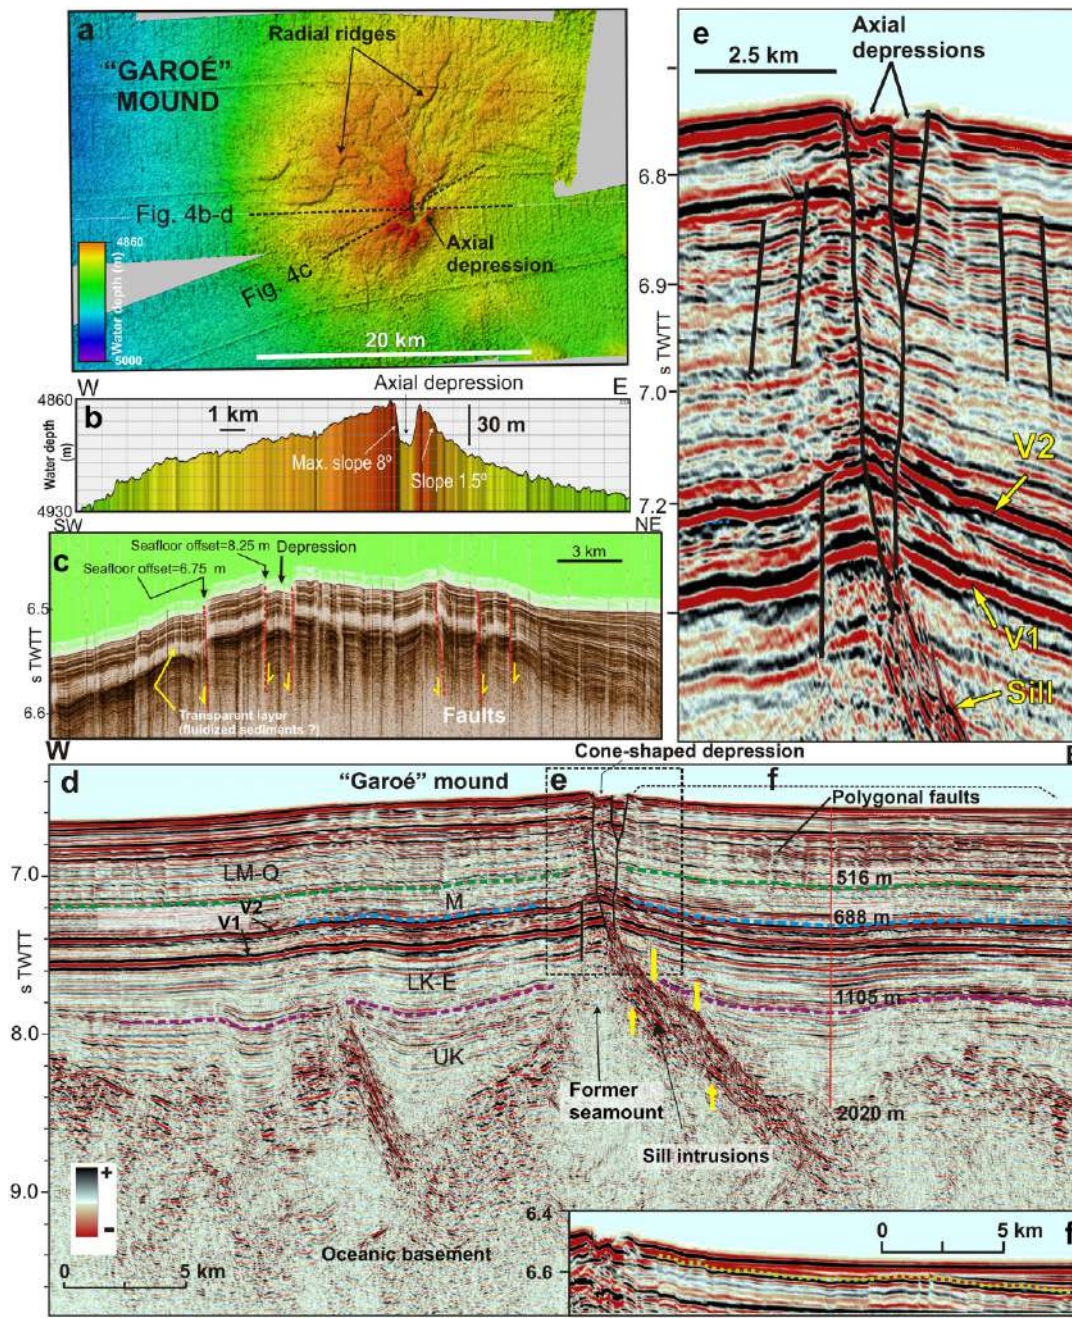 a
Radial ridges
“GAROÉ”
MOUND
Fig. 4b-d
4860
Water depth (m)
5000
Fig. 4c
Axial
depression
20 km
W
Axial depression
E
4860
b
1 km
30 m
Water depth
(m)
Max. slope 8º
Slope 1.5º
4930
SW
NE
c
Seafloor offset=8.25 m
Depression
Seafloor offset=6.75 m
3 km
6.5
s TWTT
6.6
Transparent layer
(fluidized sediments ?)
Faults
e
Axial
depressions
2.5 km
6.8
6.9
s TWTT
7.0
7.2
V2
V1
Sill
W
Cone-shaped depression
E
d
“Garoé” mound
e
f
Polygonal faults
7.0
LM-Q
516 m
M
V2
688 m
V1
s TWTT
LK-E
1105 m
8.0
UK
Former
seamount
2020 m
Sill intrusions
+
-
9.0
Oceanic basement
0
5 km
6.4
0
5 km
f
6.6